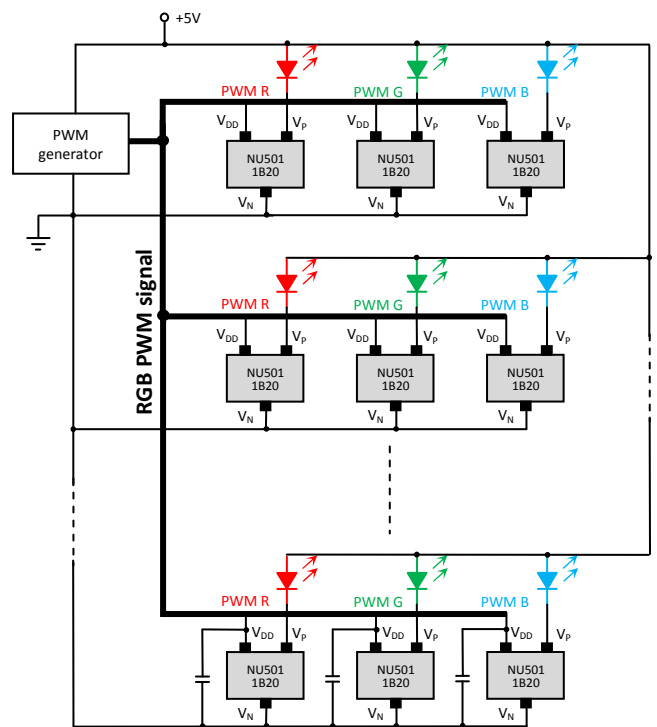 +5V
PWM R
PWM G
PWM B
PWM
generator
VDD
VP
VDD
VP
VDD
VP
NU501
1B20
NU501
1B20
NU501
1B20
VN
VN
VN
RGB PWM signal
PWM R
PWM G
PWM B
VDD
VP
VDD
VP
VDD
VP
NU501
1B20
NU501
1B20
NU501
1B20
VN
VN
VN
PWM R
PWM G
PWM B
VDD
VP
VDD
VP
VDD
VP
NU501
1B20
NU501
1B20
NU501
1B20
VN
VN
VN